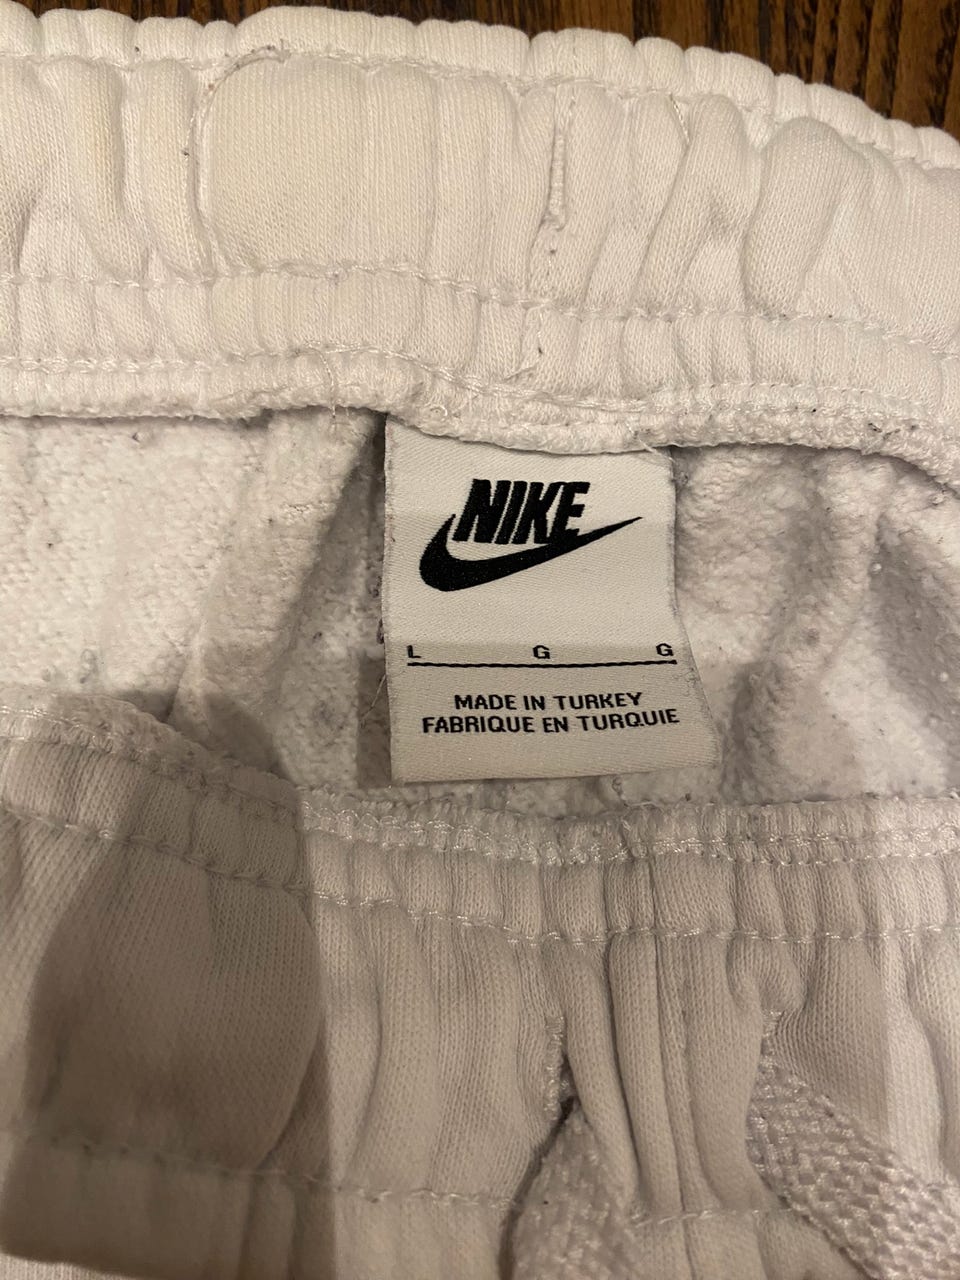 NIKE
L G G
MADE IN TURKEY
FABRIQUE EN TURQUIE